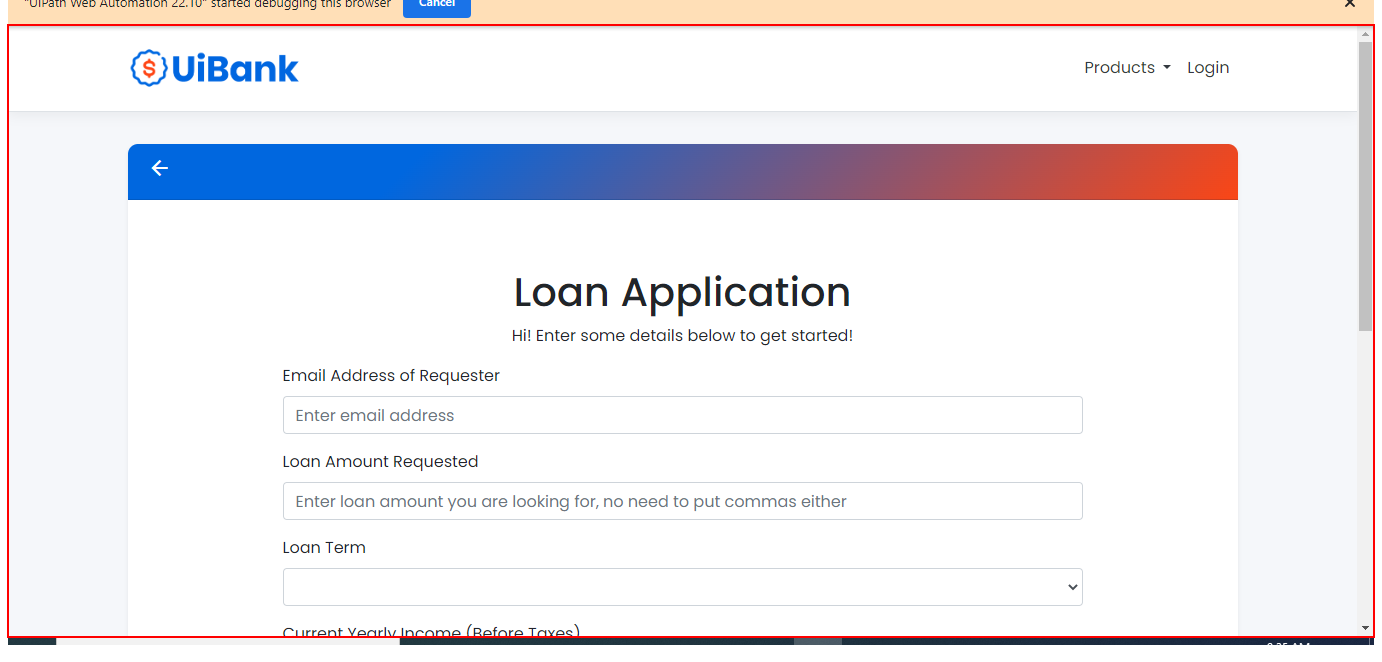 "UiPath Web Automation 22.10" started debugging this browser Cancel ×
UiBank
Products Login
Loan Application
Hi! Enter some details below to get started!
Email Address of Requester
Enter email address
Loan Amount Requested
Enter loan amount you are looking for, no need to put commas either
Loan Term
Current Yearly Income (Before Taxes)